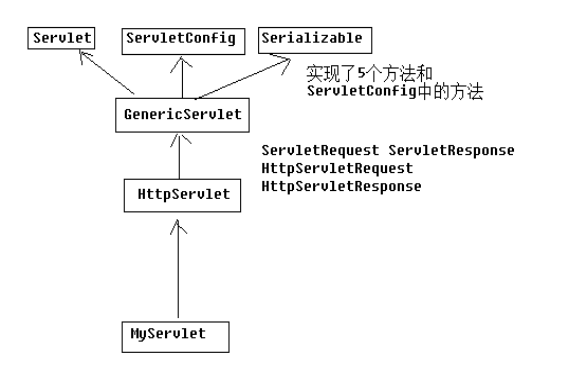 Servlet
ServletConfig
Serializable
实现了5个方法和
ServletConfig中的方法
GenericServlet
ServletRequest ServletResponse
HttpServletRequest
HttpServletResponse
HttpServlet
MyServlet